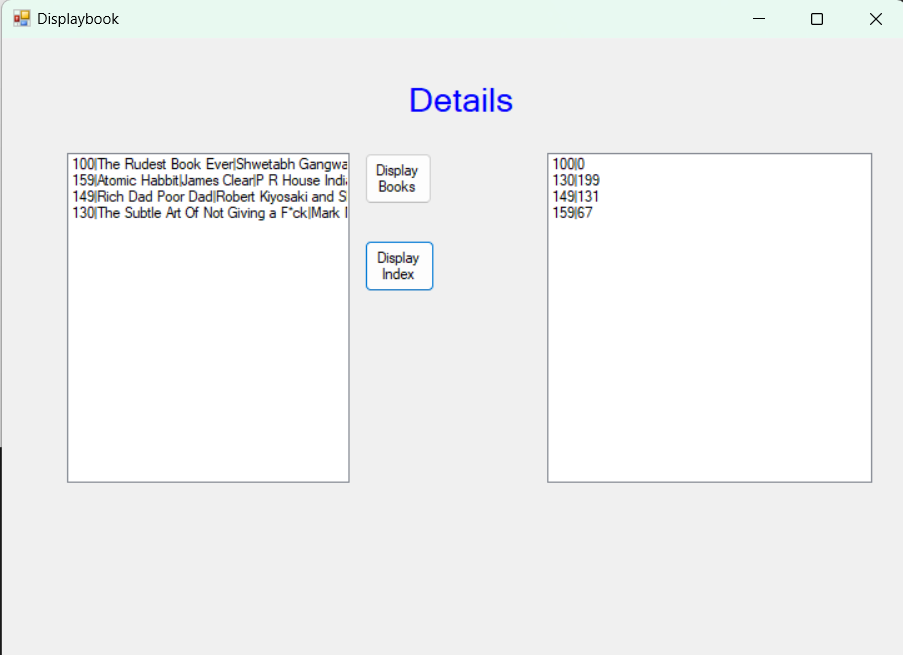 Displaybook
Details
100|The Rudest Book Ever|Shwetabh Gangwa
159|Atomic Habbit|James Clear|P R House Indi
149|Rich Dad Poor Dad|Robert Kiyosaki and S
130|The Subtle Art Of Not Giving a F*ck|Mark
Display
Books
Display
Index
100|0
130|199
149|131
159|67